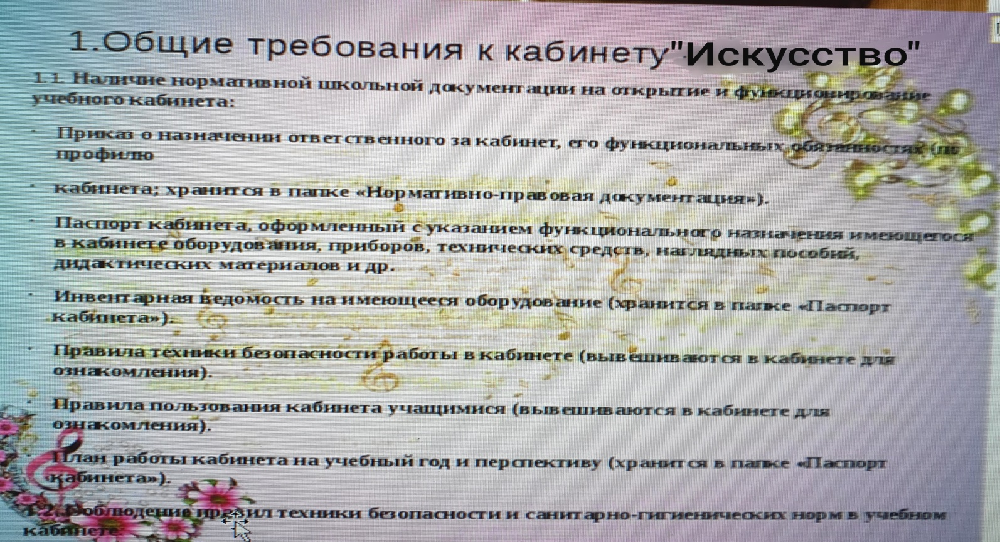 1.Общие требования к кабинету"Искусство"
1.1. Наличие нормативной школьной документации на открытие и функционирование
учебного кабинета:
- Приказ о назначении ответственного за кабинет, его функциональных обязанностях (по
профилю
- кабинета; хранится в папке «Нормативно-правовая документация»).
- Паспорт кабинета, оформленный с указанием функционального назначения имеющегося
в кабинете оборудования, приборов, технических средств, наглядных пособий,
дидактических материалов и др.
- Инвентарная ведомость на имеющееся оборудование (хранится в папке «Паспорт
кабинета»).
- Правила техники безопасности работы в кабинете (вывешиваются в кабинете для
ознакомления).
- Правила пользования кабинета учащимися (вывешиваются в кабинете для
ознакомления).
- План работы кабинета на учебный год и перспективу (хранится в папке «Паспорт
кабинета»).
1.2. Соблюдение правил техники безопасности и санитарно-гигиенических норм в учебном
кабинете